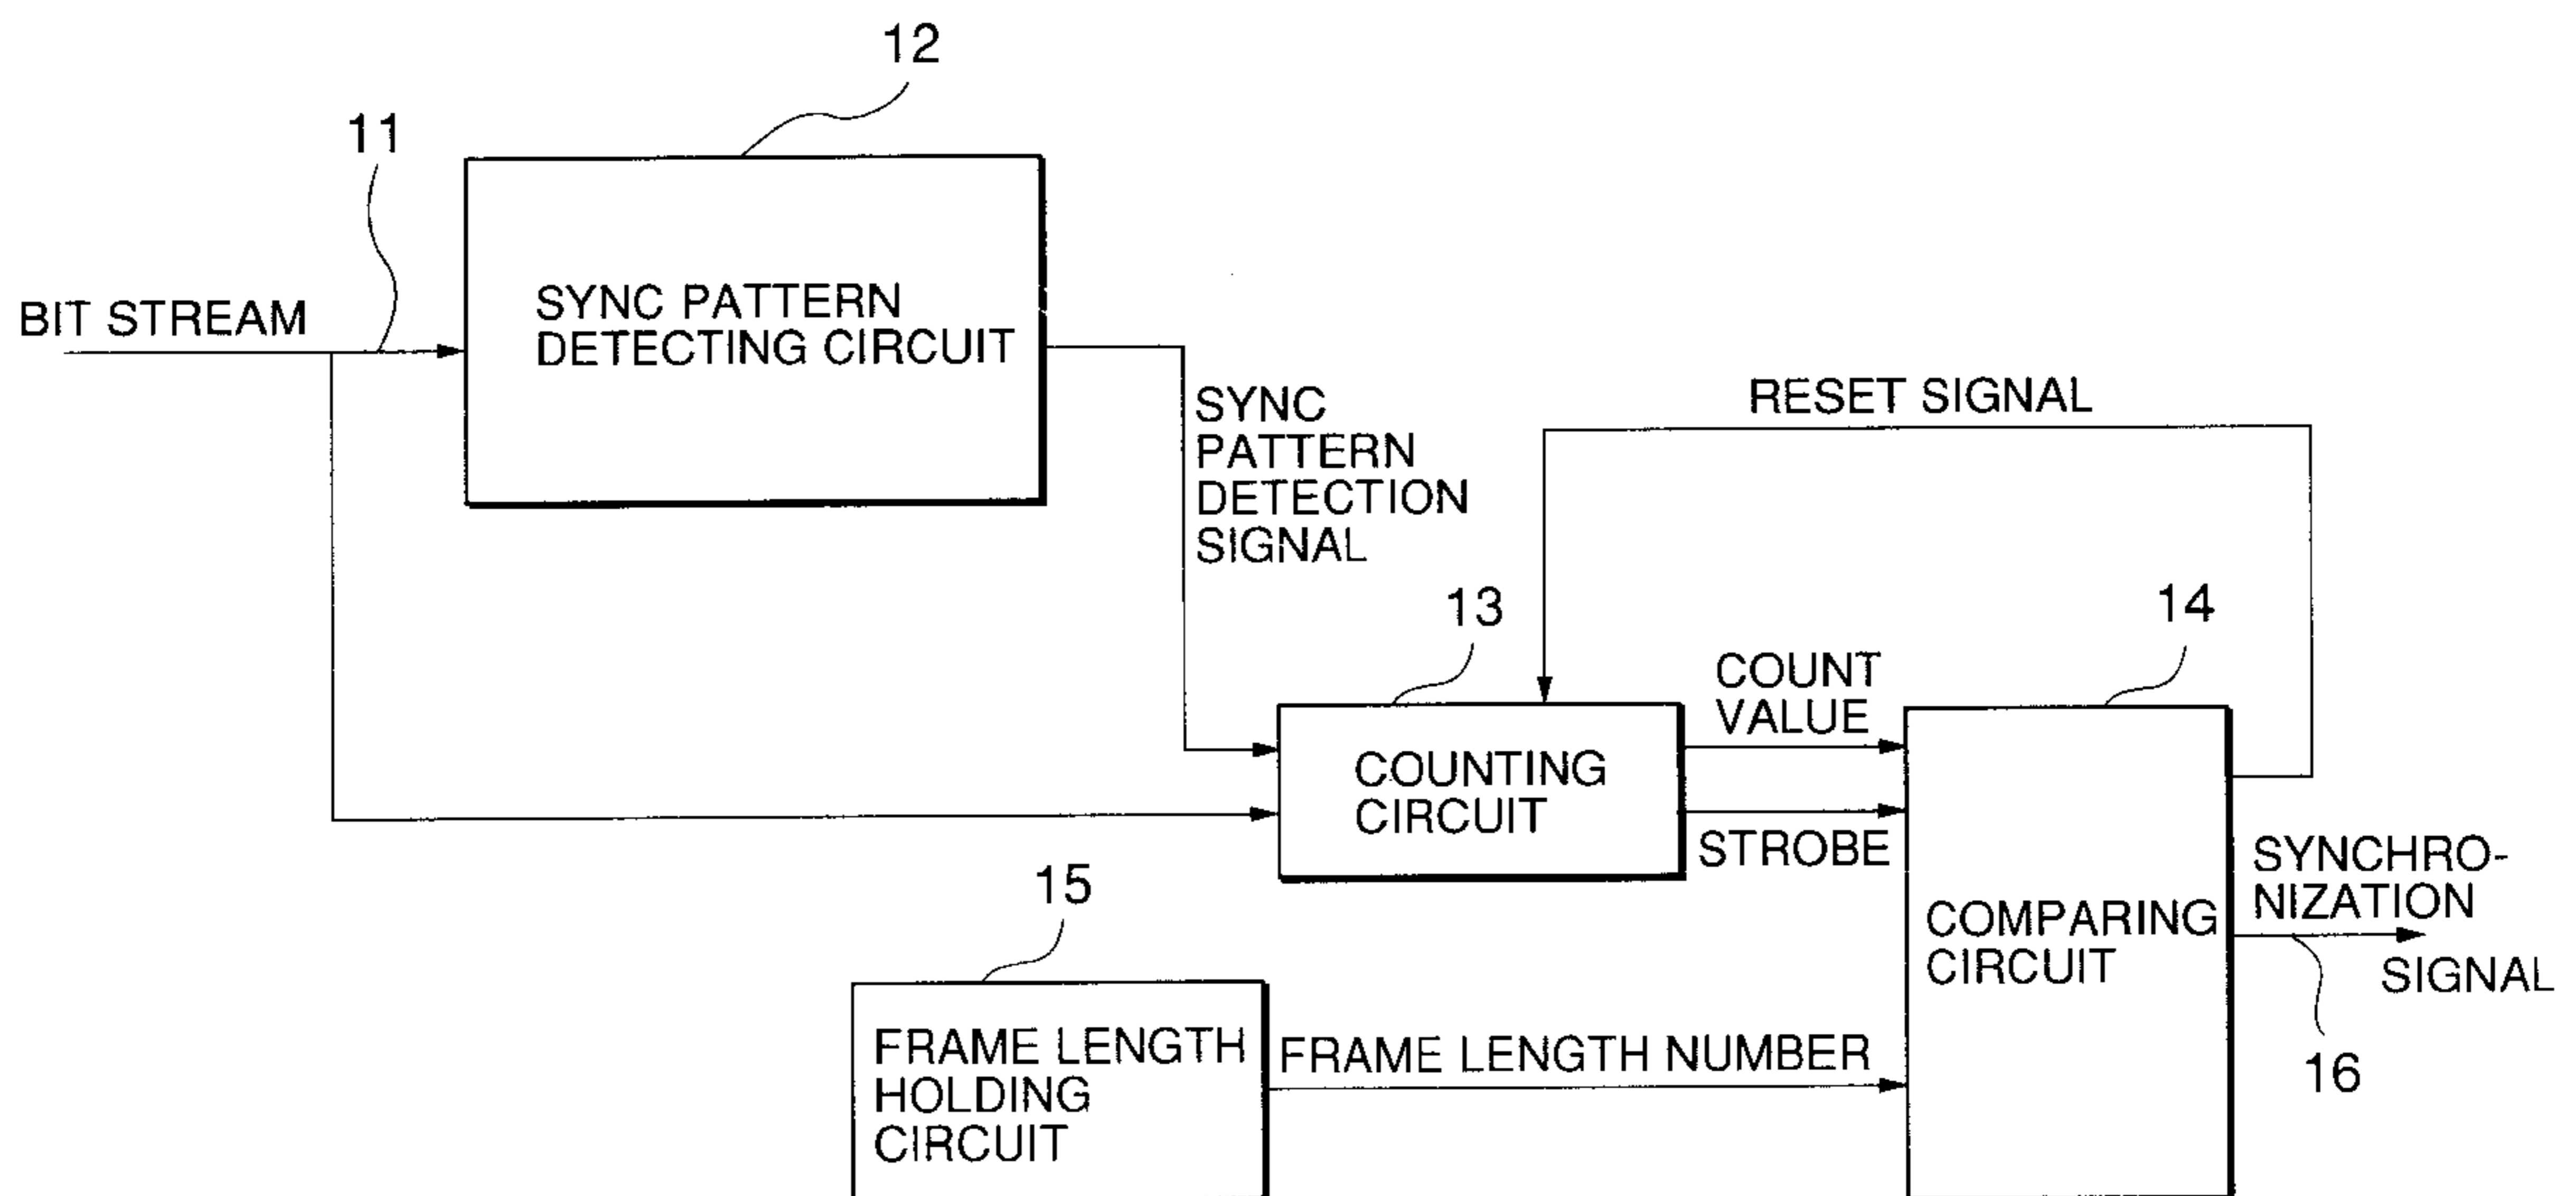 12
11
BIT STREAM
SYNC PATTERN
DETECTING CIRCUIT
SYNC
PATTERN
DETECTION
SIGNAL
RESET SIGNAL
13
14
COUNT
VALUE
COUNTING
CIRCUIT
STROBE
15
SYNCHRO-
NIZATION
SIGNAL
COMPARING
CIRCUIT
16
FRAME LENGTH
HOLDING
CIRCUIT
FRAME LENGTH NUMBER